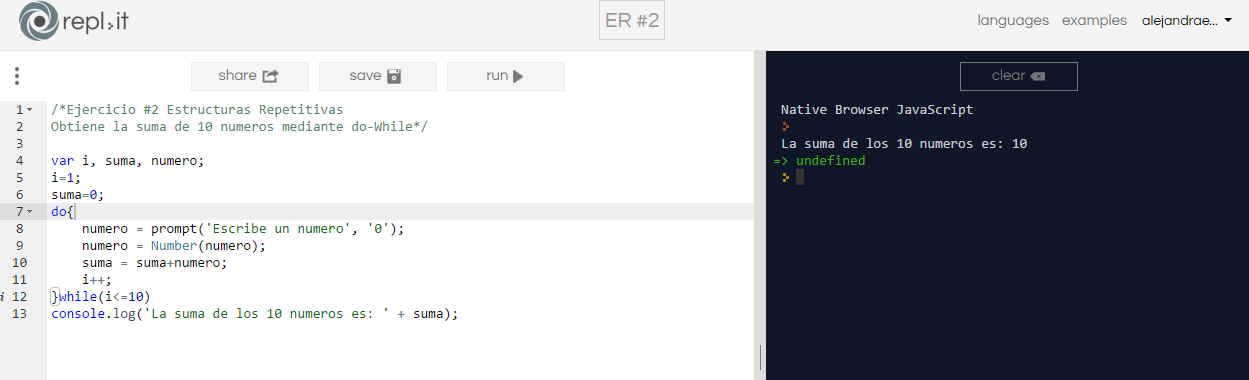 repl.it
ER #2
languages examples alejandrae...
share save run
clear
1 /*Ejercicio #2 Estructuras Repetitivas
2 Obtiene la suma de 10 numeros mediante do-While*/
3
4 var i, suma, numero;
5 i=1;
6 suma=0;
7 do{
8 numero = prompt('Escribe un numero', '0');
9 numero = Number(numero);
10 suma = suma+numero;
11 i++;
i 12 }while(i<=10)
13 console.log('La suma de los 10 numeros es: ' + suma);
Native Browser JavaScript
La suma de los 10 numeros es: 10
=> undefined